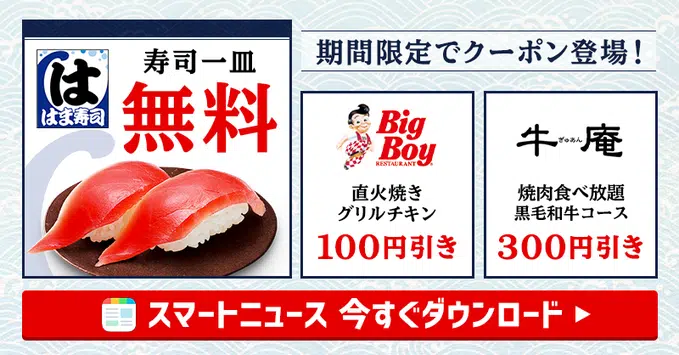 は
はま寿司
寿司一皿
無料
期間限定でクーポン登場!
Big
Boy
RESTAURANT
直火焼き
グリルチキン
100円引き
牛庵
ぎゅあん
焼肉食べ放題
黒毛和牛コース
300円引き
スマートニュース 今すぐダウンロード ▶